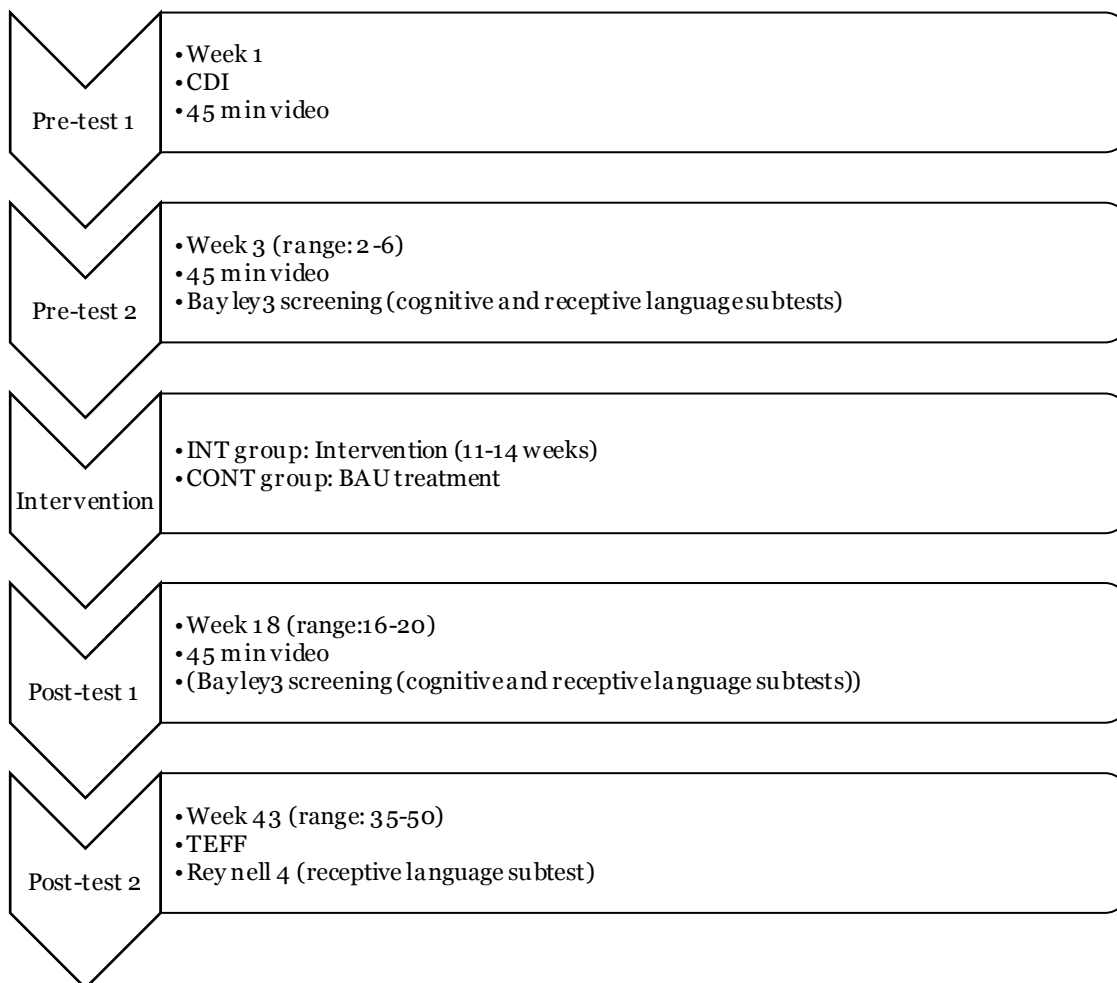 Pre-test 1
•Week 1
•CDI
•45 min video
Pre-test 2
•Week 3 (range: 2-6)
•45 min video
•Bayley3 screening (cognitive and receptive language subtests)
Intervention
•INT group: Intervention (11-14 weeks)
•CONT group: BAU treatment
Post-test 1
•Week 18 (range:16-20)
•45 min video
•(Bayley3 screening (cognitive and receptive language subtests))
Post-test 2
•Week 43 (range: 35-50)
•TEFF
•Reynell 4 (receptive language subtest)